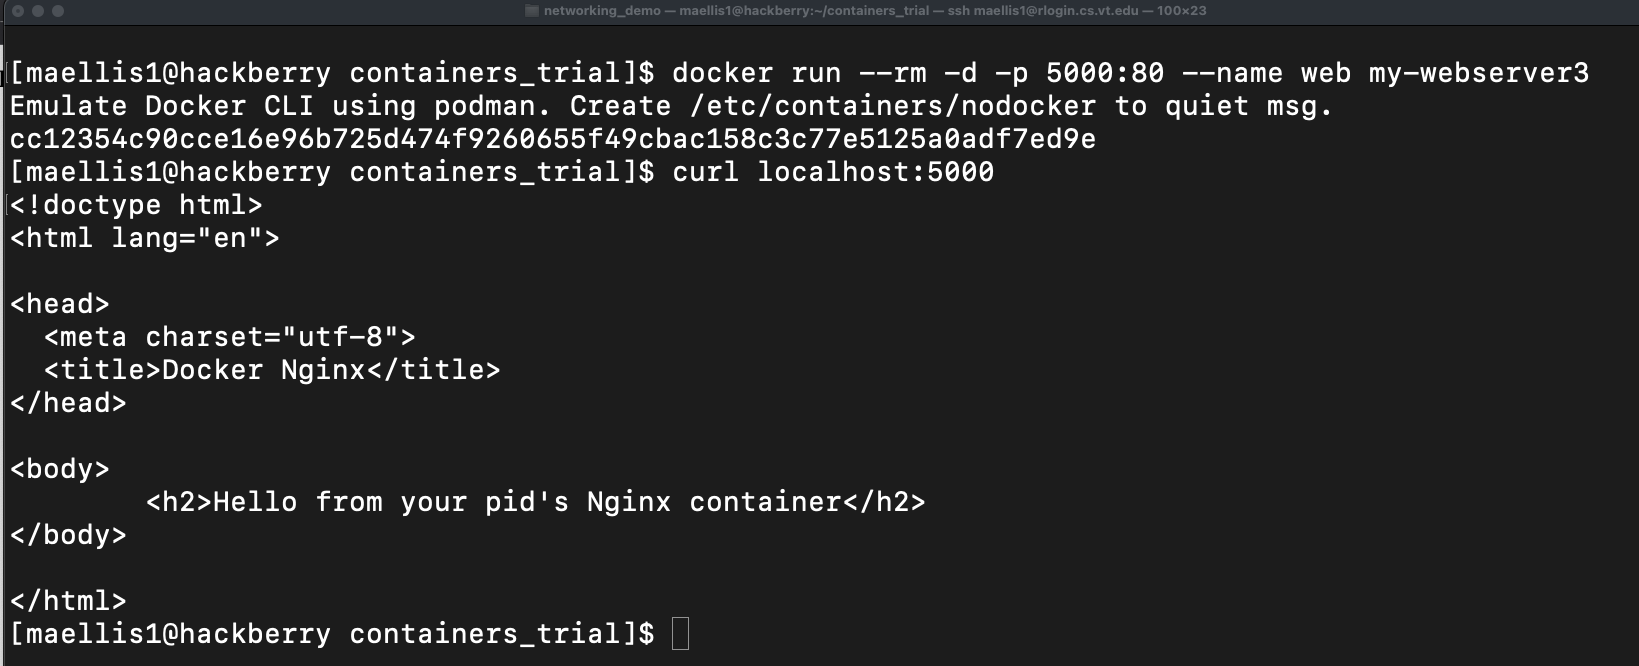 networking_demo — maellis1@hackberry:~/containers_trial — ssh maellis1@rlogin.cs.vt.edu — 100×23
[maellis1@hackberry containers_trial]$ docker run --rm -d -p 5000:80 --name web my-webserver3
Emulate Docker CLI using podman. Create /etc/containers/nodocker to quiet msg.
cc12354c90cce16e96b725d474f9260655f49cbac158c3c77e5125a0adf7ed9e
[maellis1@hackberry containers_trial]$ curl localhost:5000
<!doctype html>
<html lang="en">
<head>
  <meta charset="utf-8">
  <title>Docker Nginx</title>
</head>
<body>
        <h2>Hello from your pid's Nginx container</h2>
</body>
</html>
[maellis1@hackberry containers_trial]$